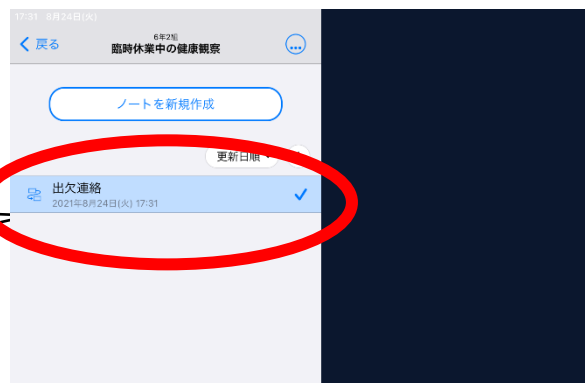 17:31 8月24日(火)
戻る
6年2組
臨時休業中の健康観察
ノートを新規作成
更新日順
出欠連絡
2021年8月24日(火) 17:31